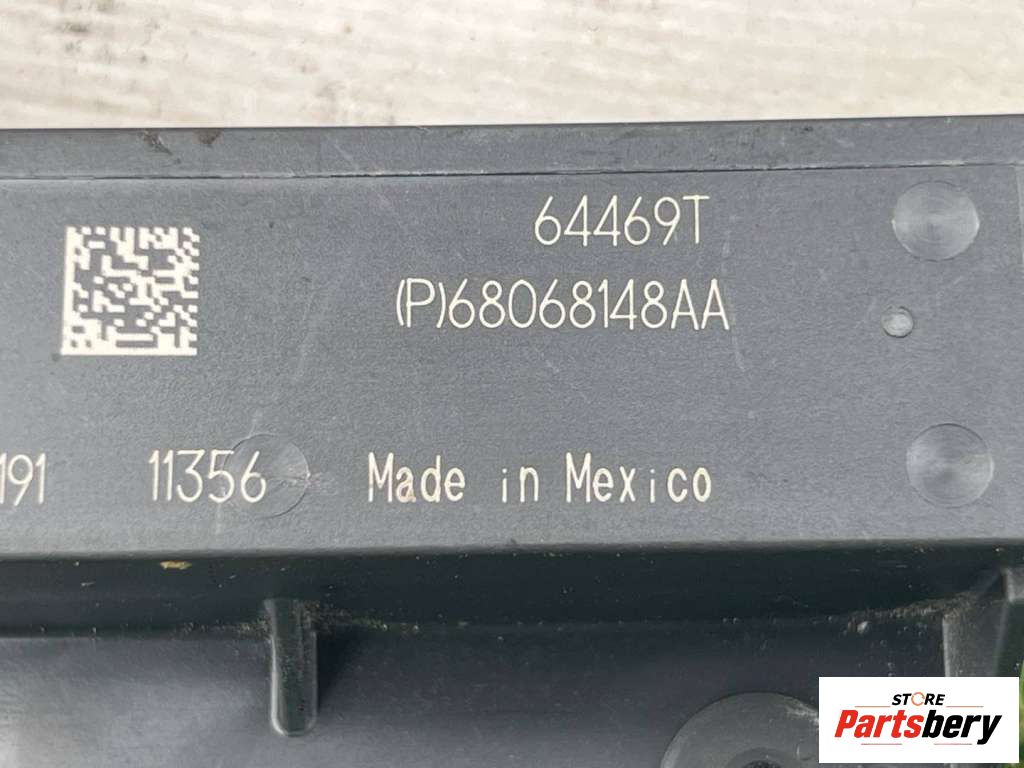 64469T
(P)68068148AA
191 11356 Made in Mexico
STORE
Partsbery